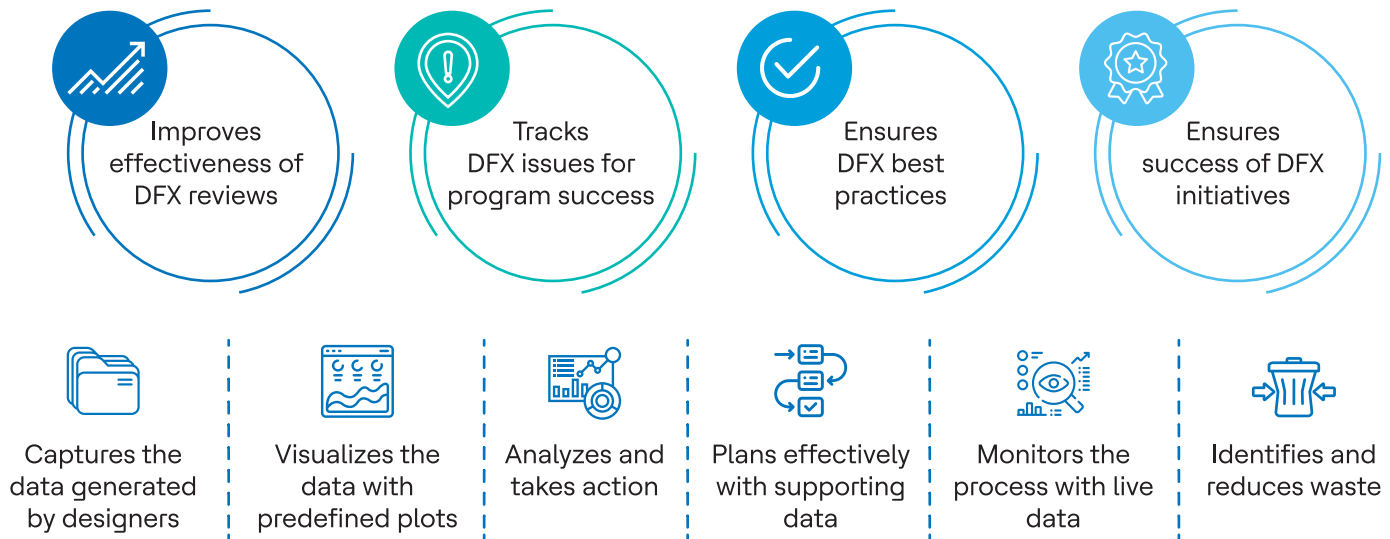 Improves
effectiveness of
DFX reviews
Tracks
DFX issues for
program success
Ensures
DFX best
practices
Ensures
success of DFX
initiatives
Captures the
data generated
by designers
Visualizes the
data with
predefined plots
Analyzes and
takes action
Plans effectively
with supporting
data
Monitors the
process with live
data
Identifies and
reduces waste